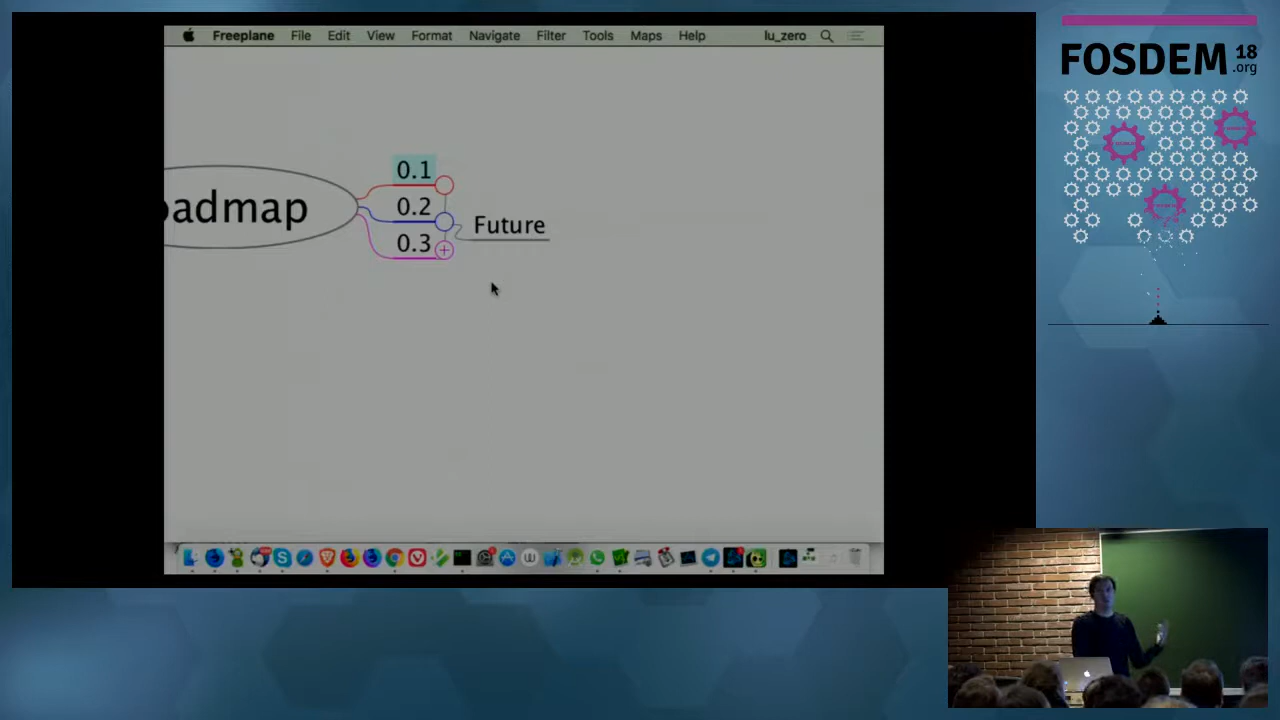 Freeplane File Edit View Format Navigate Filter Tools Maps Help lu_zero
FOSDEM 18 .org
0.1
0.2
0.3
oadmap
Future